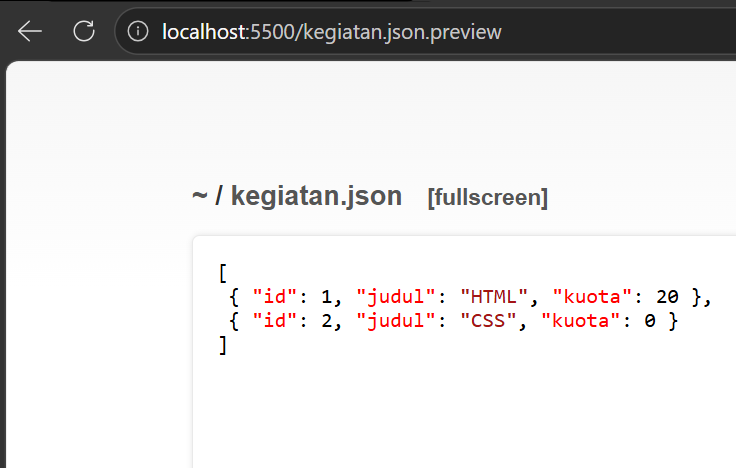 localhost:5500/kegiatan.json.preview
~ / kegiatan.json [fullscreen]
[
{ "id": 1, "judul": "HTML", "kuota": 20 },
{ "id": 2, "judul": "CSS", "kuota": 0 }
]